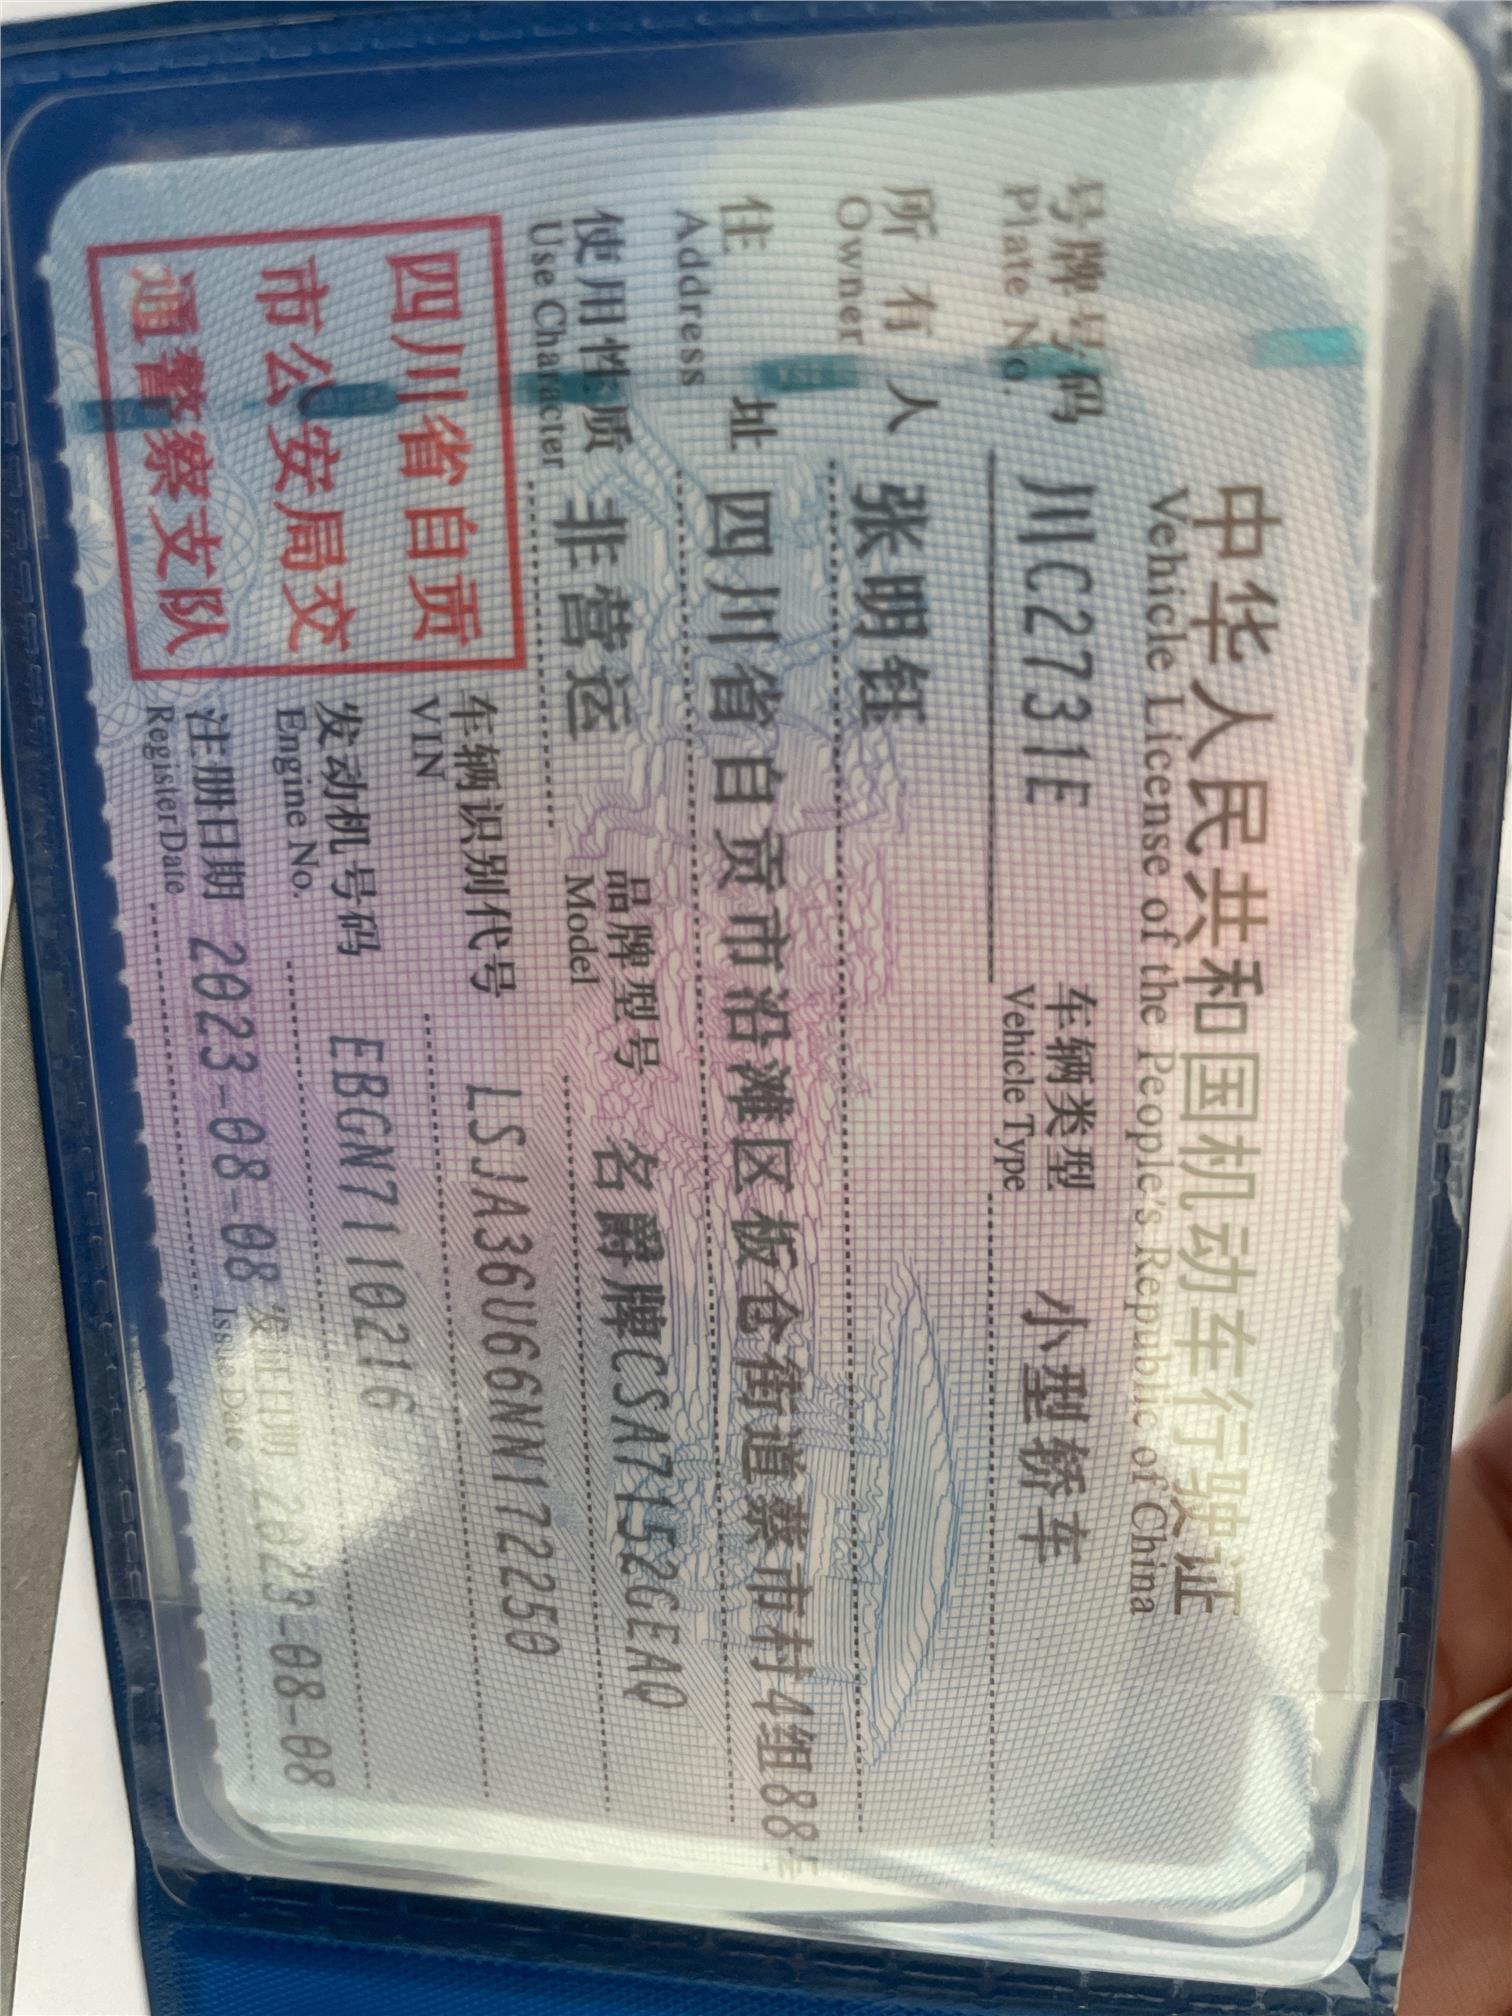 中华人民共和国机动车行驶证
Vehicle License of the People's Republic of China
号牌号码 川C2731E 车辆类型 小型轿车
Plate No. Vehicle Type
所有人 张明钰
Owner
住址 四川省自贡市沿滩区板仓街道蔡市村4组88号
Address
使用性质 非营运 品牌型号 名爵牌CSA7152GEAQ
Use Character Model
四川省自贡
市公安局交
通警察支队
车辆识别代号 LSJA36U66NN172250
VIN
发动机号码 EBGN7110216
Engine No.
注册日期 2023-08-08 发证日期 2023-08-08
Register Date Issue Date